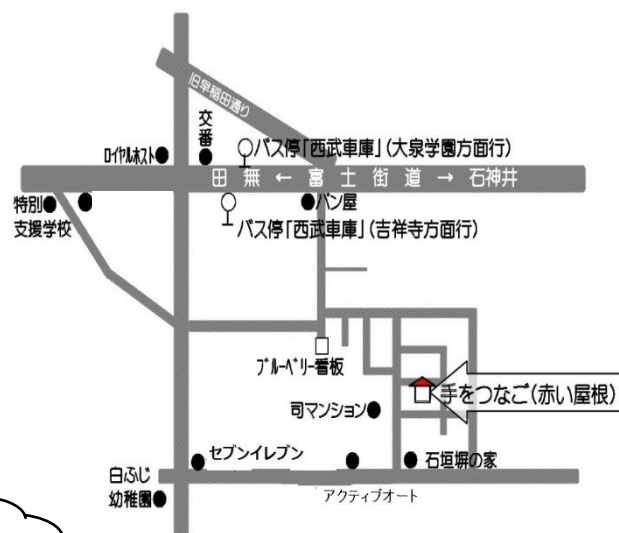 旧早稲田通り
交番
ロイヤルホスト
バス停「西武車庫」(大泉学園方面行)
田 無 ← 富 士 街 道 → 石神井
特別
支援学校
パン屋
バス停「西武車庫」(吉祥寺方面行)
ブルーベリー看板
手をつなご(赤い屋根)
司マンション
セブンイレブン
石垣塀の家
白ふじ
幼稚園
アクティブオート